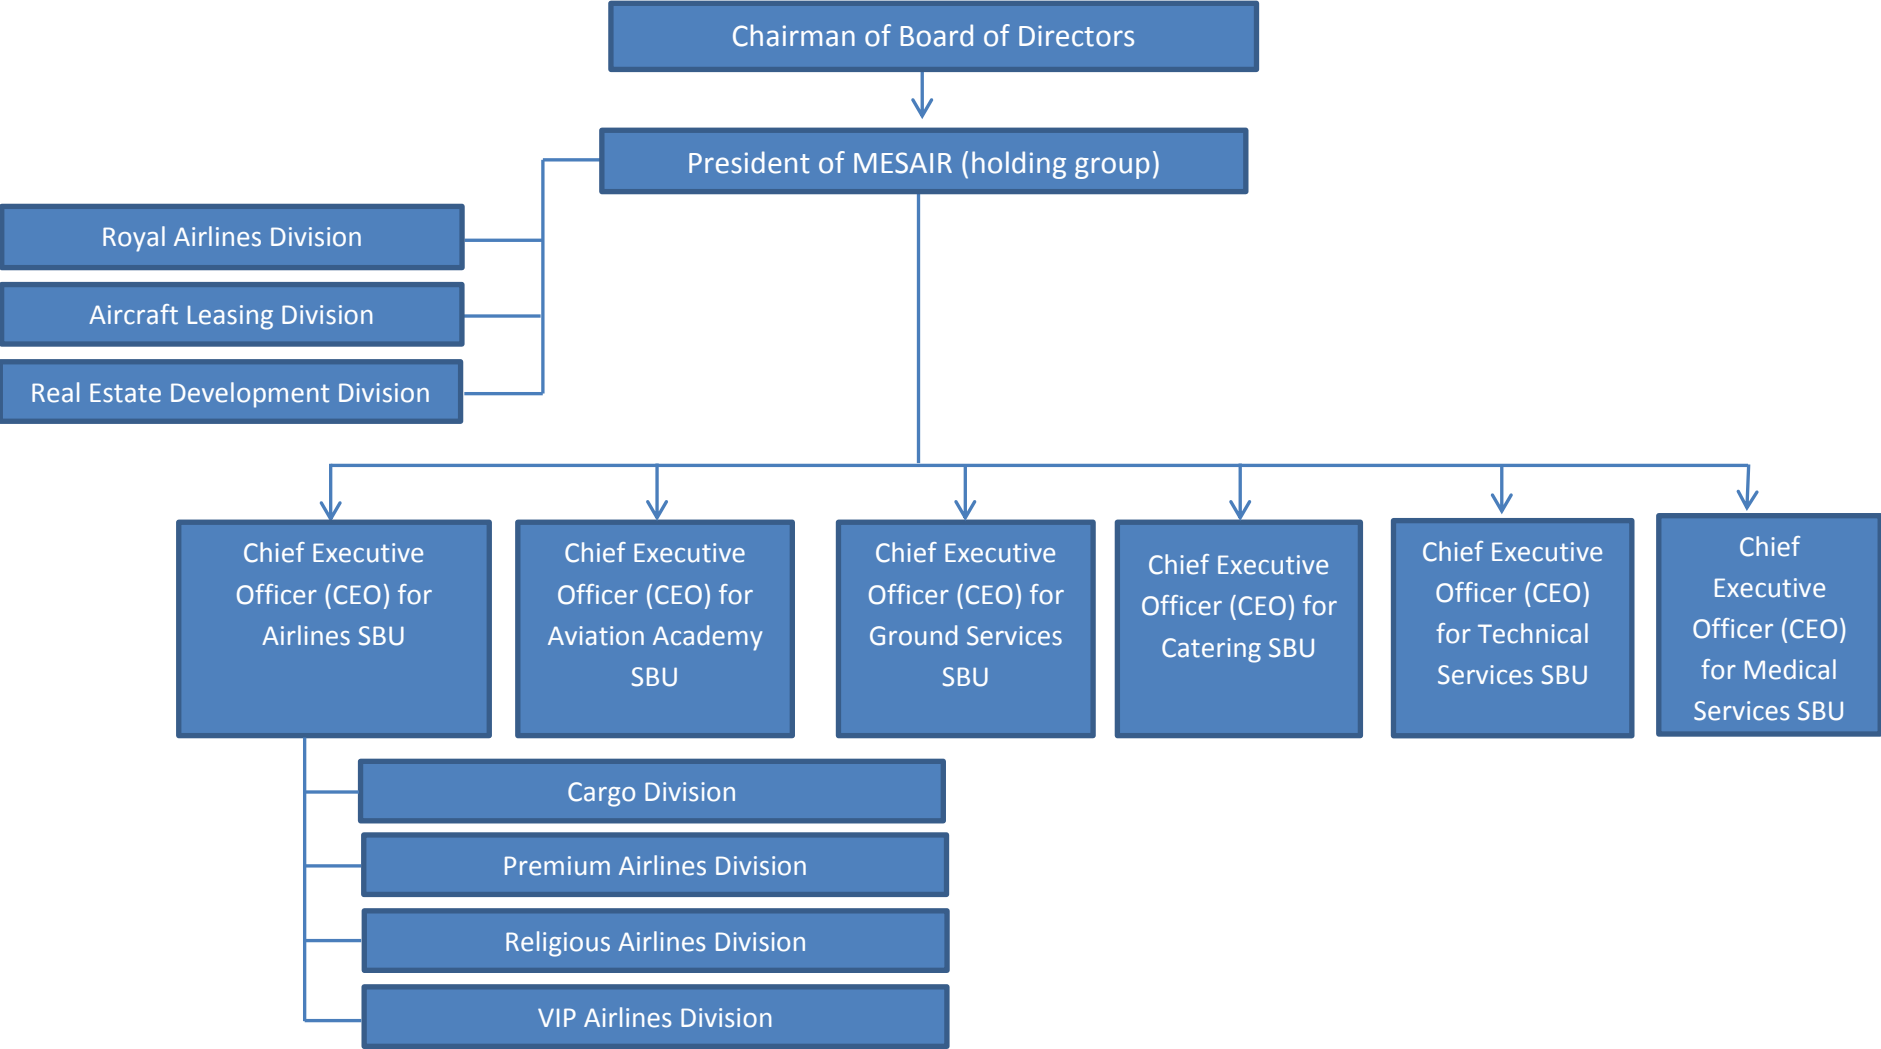 Chairman of Board of Directors
President of MESAIR (holding group)
Royal Airlines Division
Aircraft Leasing Division
Real Estate Development Division
Chief Executive
Officer (CEO) for
Airlines SBU
Chief Executive
Officer (CEO) for
Aviation Academy
SBU
Chief Executive
Officer (CEO) for
Ground Services
SBU
Chief Executive
Officer (CEO) for
Catering SBU
Chief Executive
Officer (CEO)
for Technical
Services SBU
Chief
Executive
Officer (CEO)
for Medical
Services SBU
Cargo Division
Premium Airlines Division
Religious Airlines Division
VIP Airlines Division